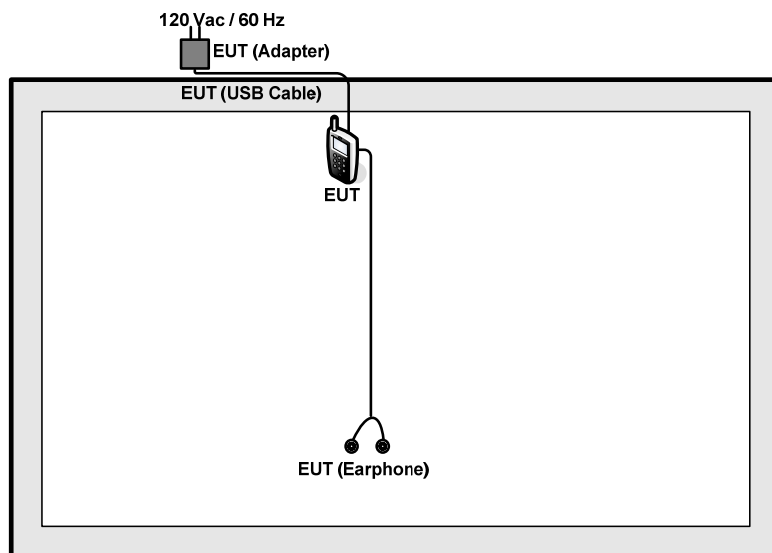 120 Vac / 60 Hz
EUT (Adapter)
EUT (USB Cable)
EUT
EUT (Earphone)